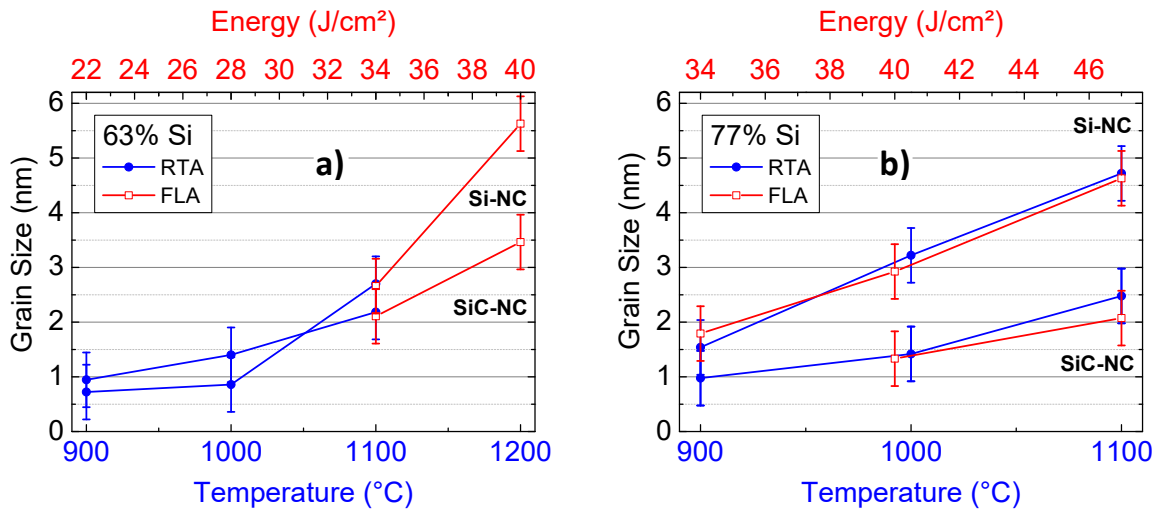 Energy (J/cm²)
22 24 26 28 30 32 34 36 38 40
6
5
4
3
2
1
0
Grain Size (nm)
63% Si
RTA
FLA
a)
Si-NC
SiC-NC
900 1000 1100 1200
Temperature (°C)
Energy (J/cm²)
34 36 38 40 42 44 46
6
5
4
3
2
1
0
Grain Size (nm)
77% Si
RTA
FLA
b)
Si-NC
SiC-NC
900 1000 1100
Temperature (°C)